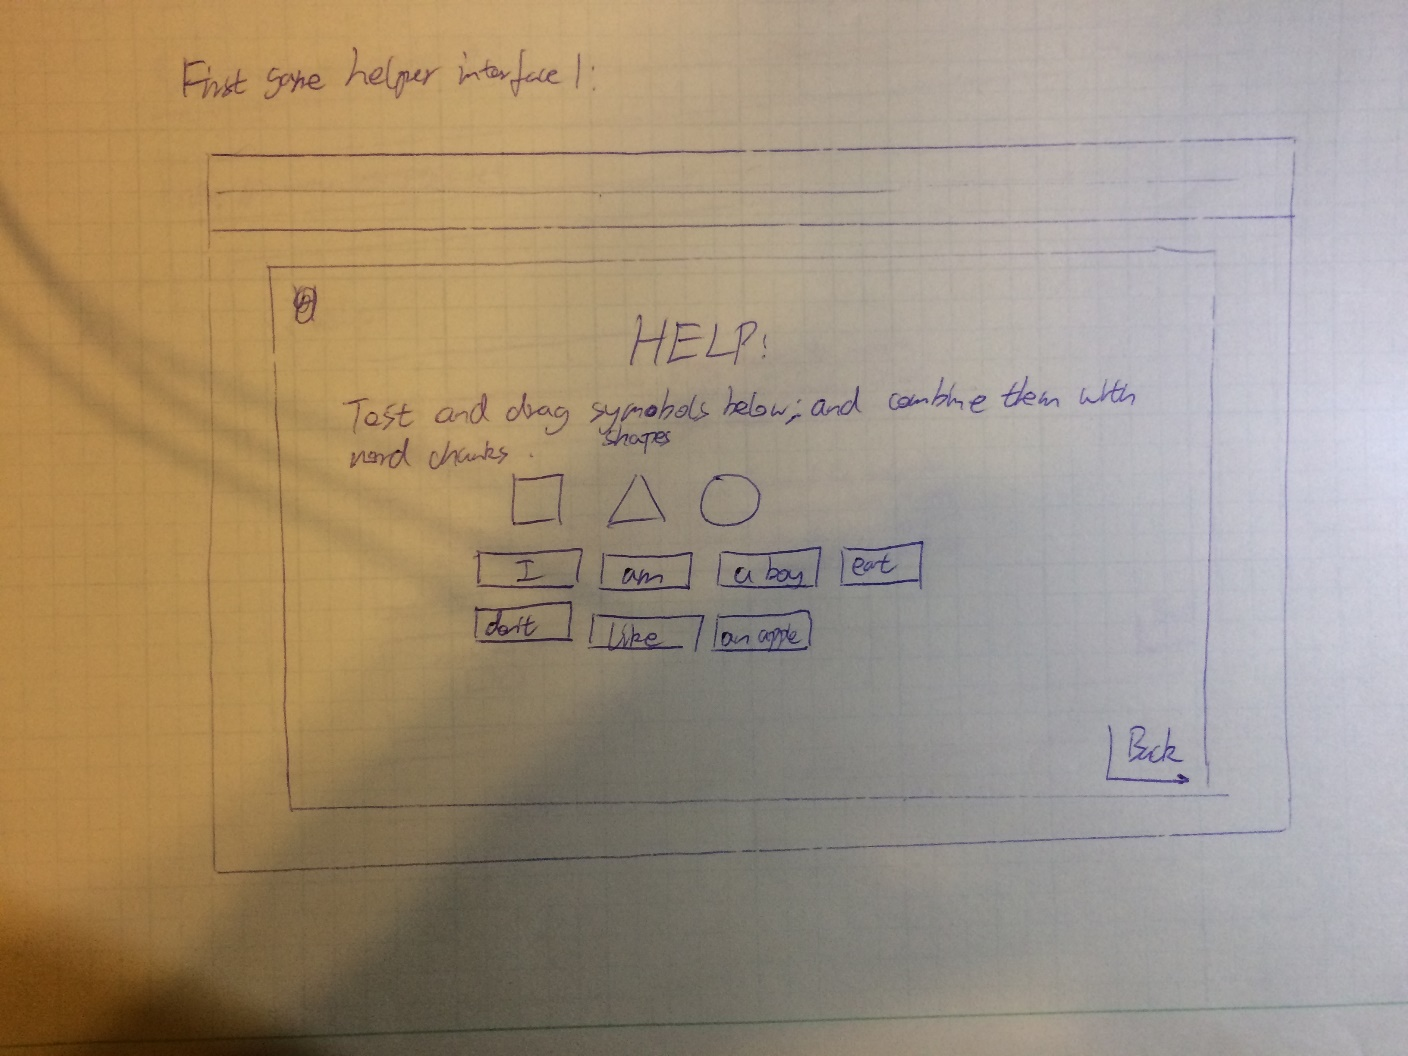 First game helper interface 1:
HELP:
Test and drag symobols below; and combine them with
shapes
word chunks.
I am a boy eat
don't like an apple
Back